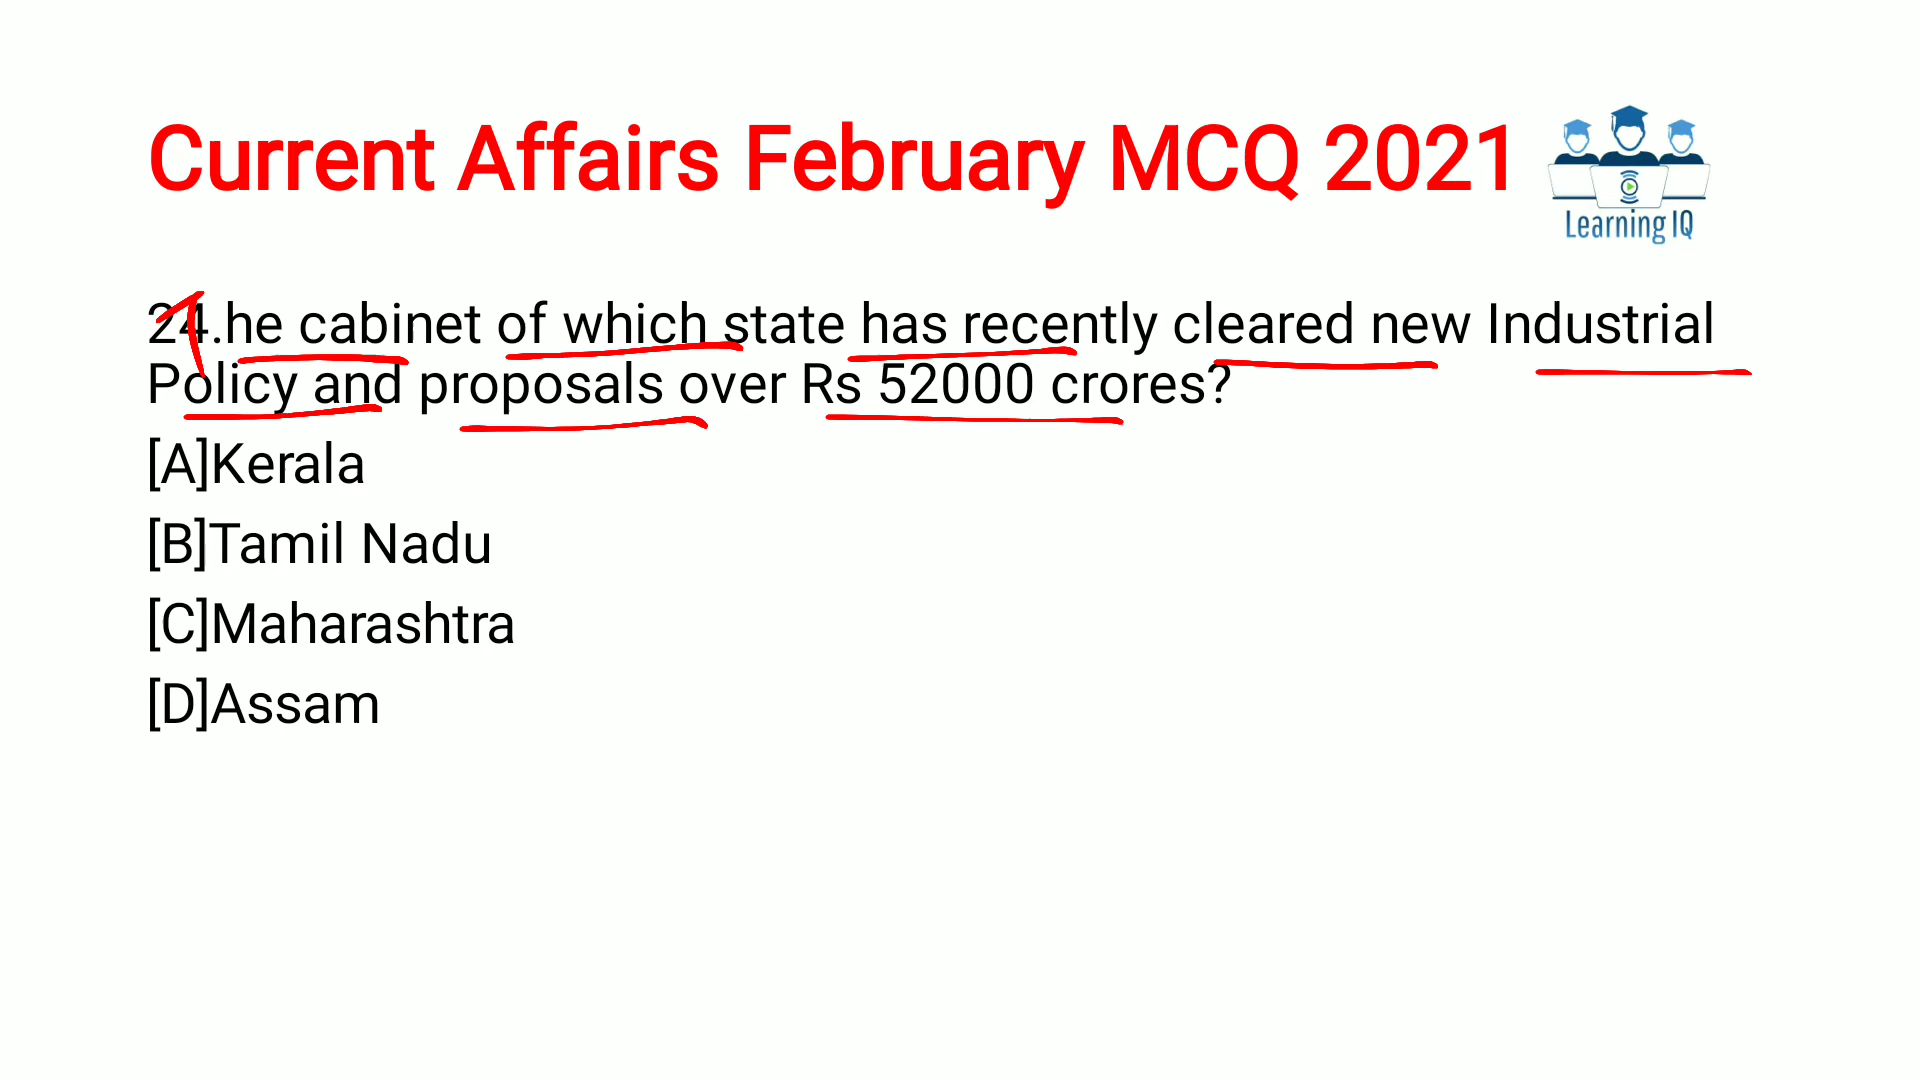 Current Affairs February MCQ 2021
Learning IQ
24.he cabinet of which state has recently cleared new Industrial
Policy and proposals over Rs 52000 crores?
[A]Kerala
[B]Tamil Nadu
[C]Maharashtra
[D]Assam